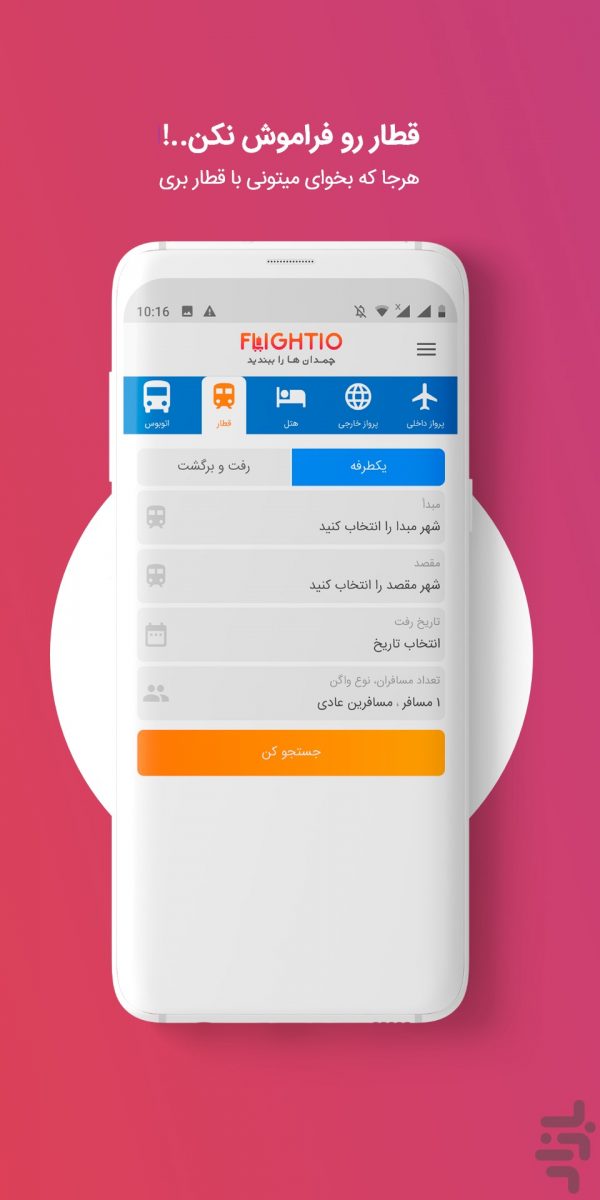 قطار رو فراموش نکن..!
هرجا که بخوای میتونی با قطار بری
10:16
x
FLIGHTIO
چمدان ها را ببندید
پرواز داخلی
پرواز خارجی
هتل
قطار
اتوبوس
یکطرفه
رفت و برگشت
مبدا
شهر مبدا را انتخاب کنید
مقصد
شهر مقصد را انتخاب کنید
تاریخ رفت
انتخاب تاریخ
تعداد مسافران، نوع واگن
۱ مسافر ، مسافرین عادی
جستجو کن
بازار